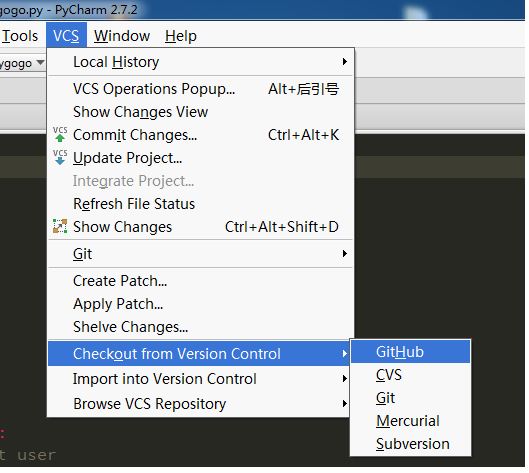 gogo.py - PyCharm 2.7.2
Tools VCS Window Help
ygogo
Local History
VCS Operations Popup... Alt+后引号
Show Changes View
VCS Commit Changes... Ctrl+Alt+K
VCS Update Project...
Integrate Project...
Refresh File Status
Show Changes Ctrl+Alt+Shift+D
Git
Create Patch...
Apply Patch...
Shelve Changes...
Checkout from Version Control GitHub
Import into Version Control CVS
Browse VCS Repository Git
Mercurial
:
Subversion
t user